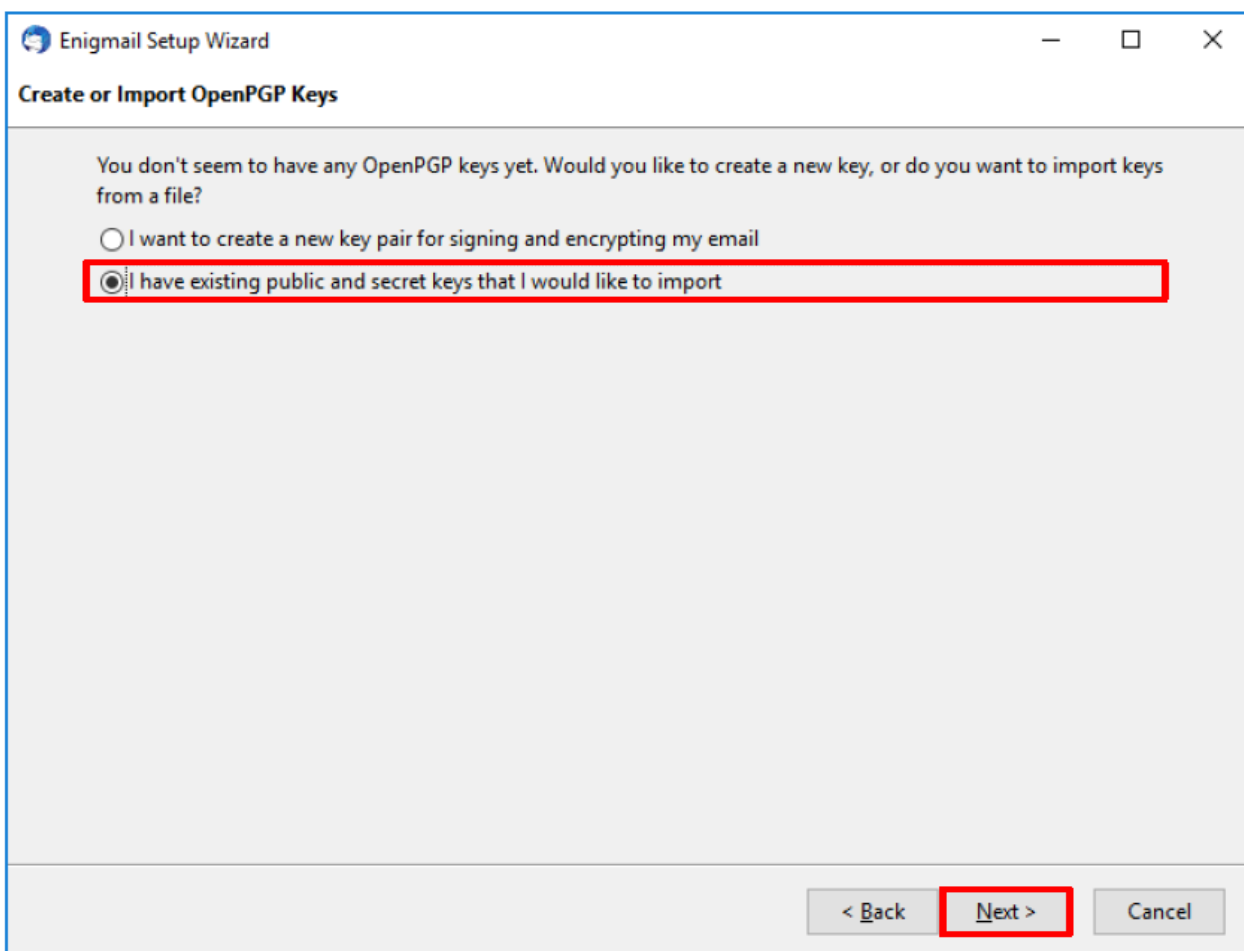 Enigmail Setup Wizard
Create or Import OpenPGP Keys
You don't seem to have any OpenPGP keys yet. Would you like to create a new key, or do you want to import keys
from a file?
I want to create a new key pair for signing and encrypting my email
I have existing public and secret keys that I would like to import
< Back
Next >
Cancel